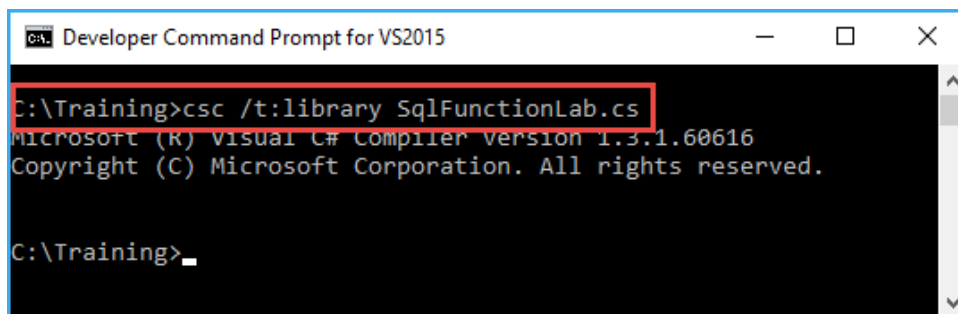 Developer Command Prompt for VS2015
C:\Training>csc /t:library SqlFunctionLab.cs
Microsoft (R) Visual C# Compiler version 1.3.1.60616
Copyright (C) Microsoft Corporation. All rights reserved.
C:\Training>